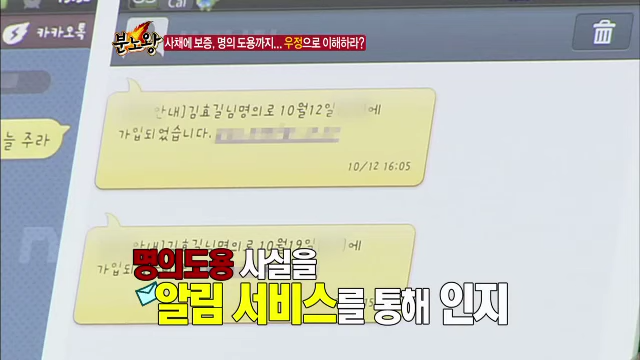 Cal
카카오톡
분노왕
사채에 보증, 명의 도용까지... 우정으로 이해하라?
늘 주라
안내]김효길님명의로 10월12일
에
가입되었습니다.
10/12 16:05
안내]김효길님명의로 10월19일
)에
가입
명의도용 사실을
알림 서비스를 통해 인지